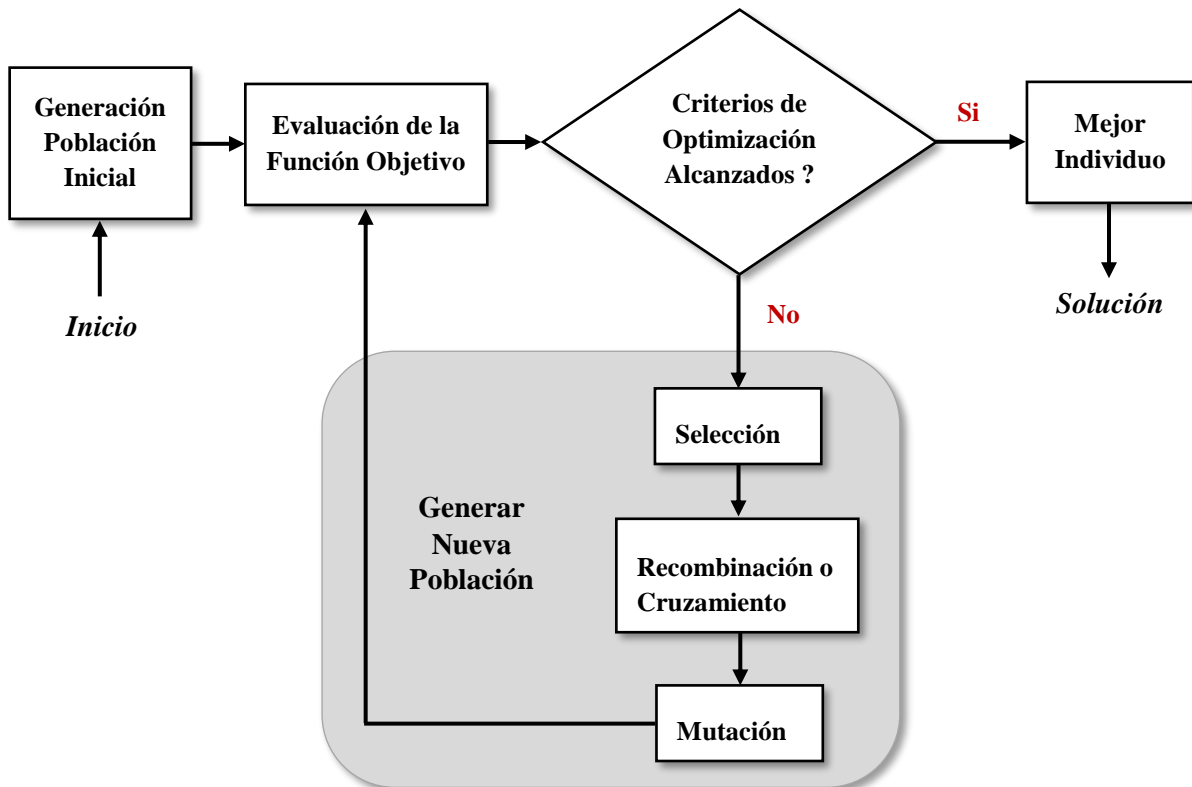 Generación
Población
Inicial
Evaluación de la
Función Objetivo
Criterios de
Optimización
Alcanzados ?
Si
Mejor
Individuo
Inicio
Solución
No
Selección
Generar
Nueva
Población
Recombinación o
Cruzamiento
Mutación